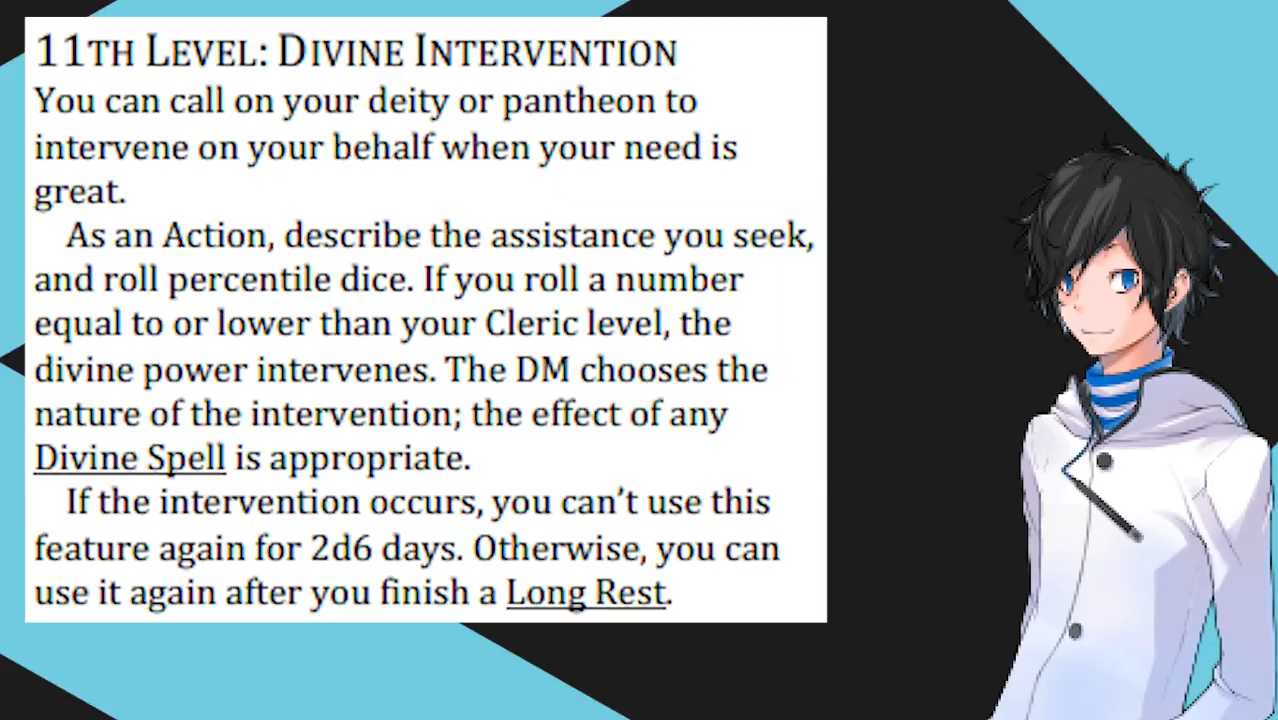 11TH LEVEL: DIVINE INTERVENTION
You can call on your deity or pantheon to
intervene on your behalf when your need is
great.
As an Action, describe the assistance you seek,
and roll percentile dice. If you roll a number
equal to or lower than your Cleric level, the
divine power intervenes. The DM chooses the
nature of the intervention; the effect of any
Divine Spell is appropriate.
If the intervention occurs, you can’t use this
feature again for 2d6 days. Otherwise, you can
use it again after you finish a Long Rest.